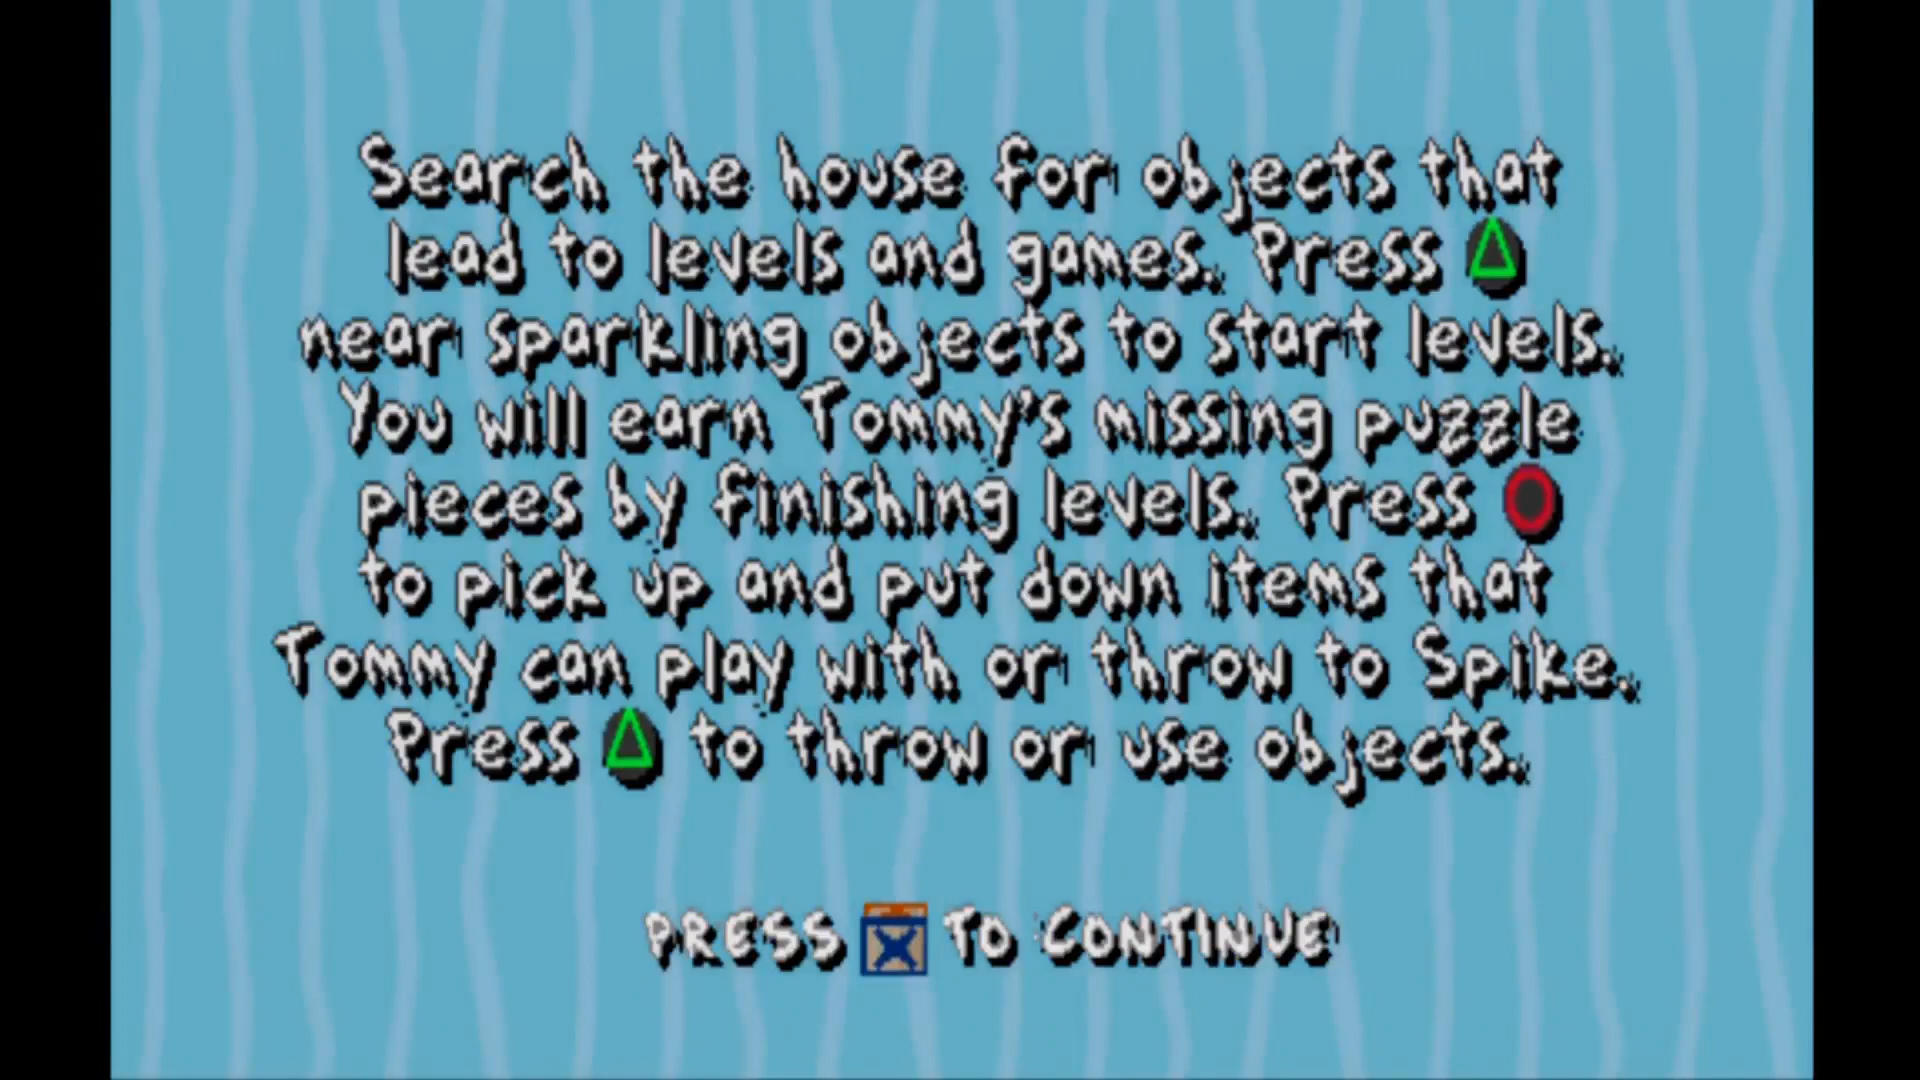 Search the house for objects that
lead to levels and games. Press △
near sparkling objects to start levels.
You will earn Tommy's missing puzzle
pieces by finishing levels. Press ○
to pick up and put down items that
Tommy can play with or throw to Spike.
Press △ to throw or use objects.
PRESS X TO CONTINUE